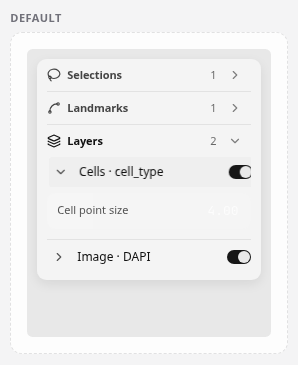 DEFAULT
Selections 1
Landmarks 1
Layers 2
Cells · cell_type
Cell point size
Image · DAPI